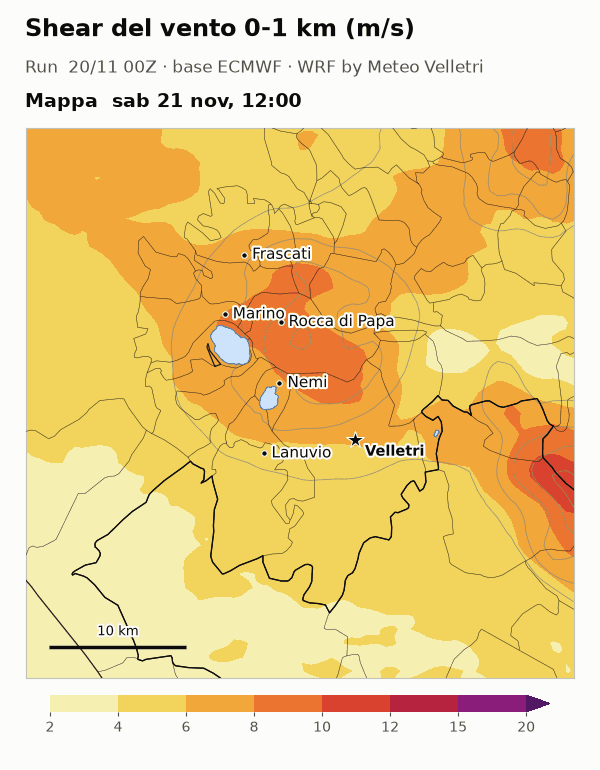 Shear del vento 0-1 km (m/s)
Run  20/11 00Z · base ECMWF · WRF by Meteo Velletri
Mappa  sab 21 nov, 12:00
Frascati
Marino
Rocca di Papa
Nemi
Velletri
Lanuvio
10 km
2 4 6 8 10 12 15 20